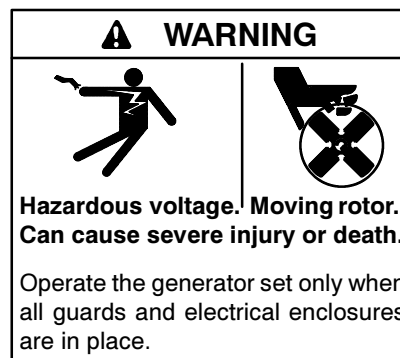 WARNING
Hazardous voltage. Moving rotor.
Can cause severe injury or death.
Operate the generator set only when
all guards and electrical enclosures
are in place.